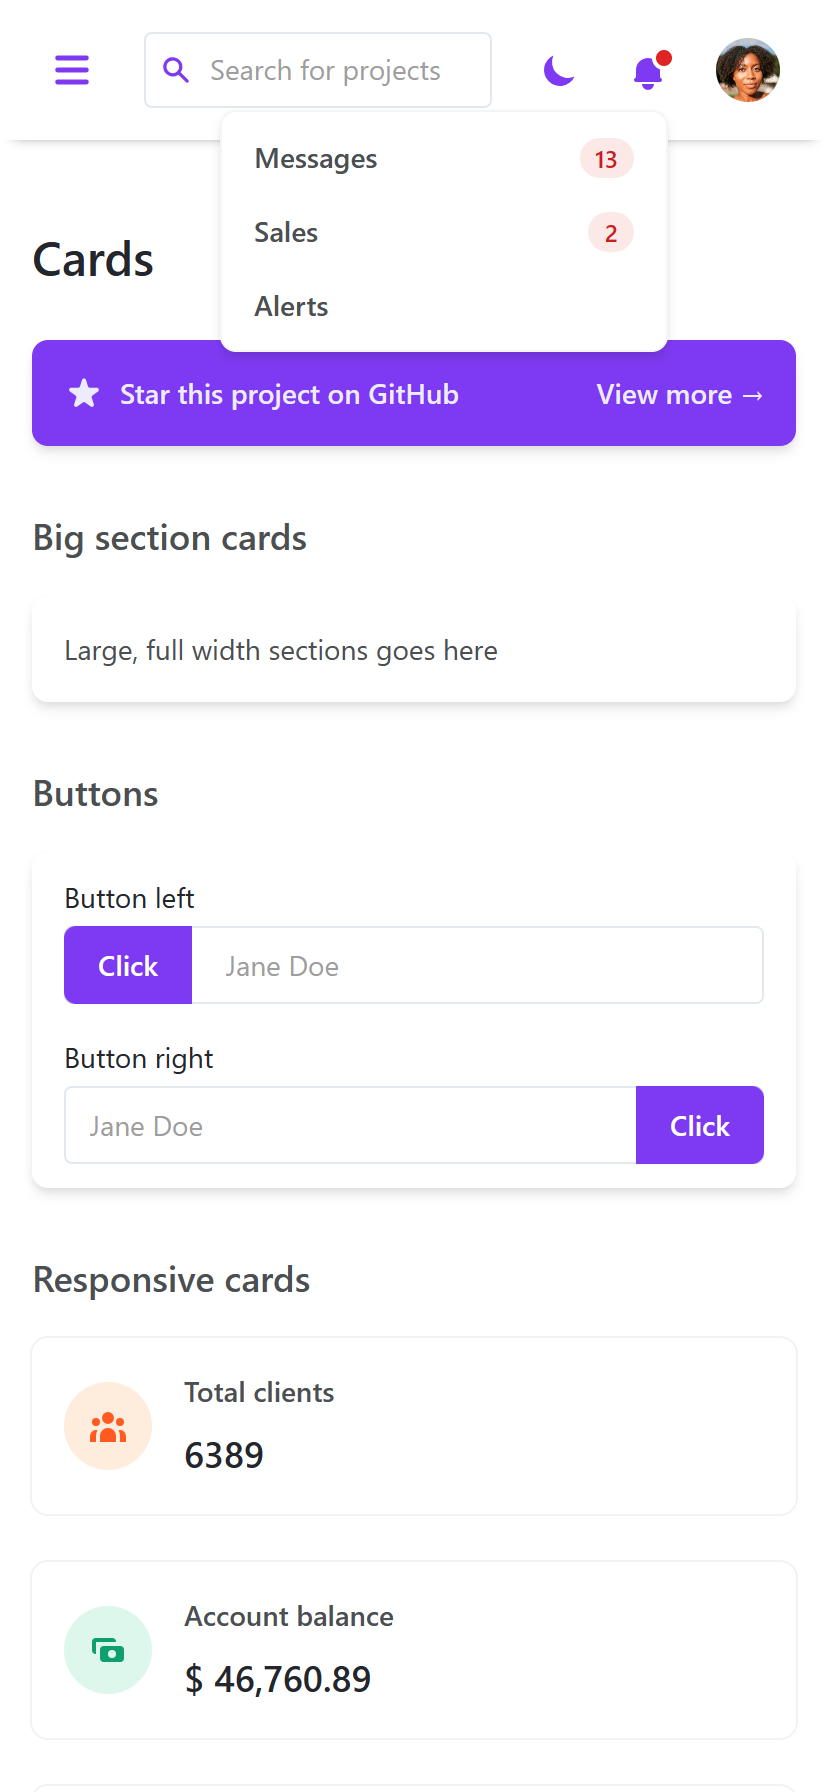 Search for projects
Messages 13
Sales 2
Alerts
Cards
Star this project on GitHub View more →
Big section cards
Large, full width sections goes here
Buttons
Button left
Click Jane Doe
Button right
Jane Doe Click
Responsive cards
Total clients
6389
Account balance
$ 46,760.89